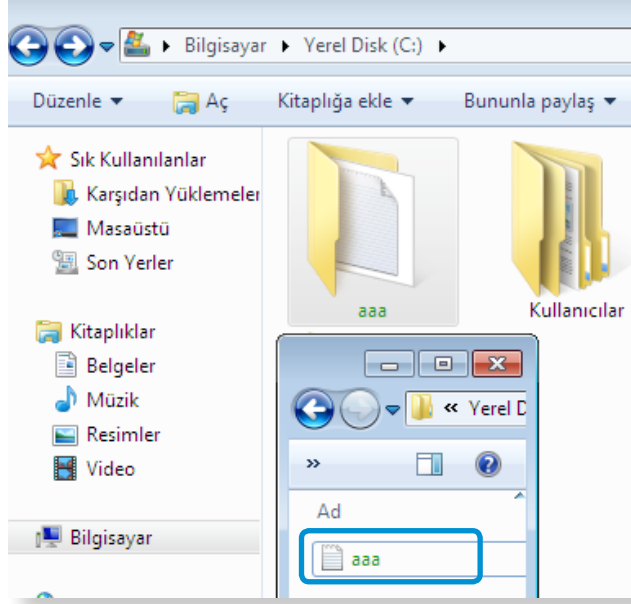 Bilgisayar ▸ Yerel Disk (C:) ▸
Düzenle ▾ Aç Kitaplığa ekle ▾ Bununla paylaş ▾
Sık Kullanılanlar
Karşıdan Yüklemeler
Masaüstü
Son Yerler
Kitaplıklar
Belgeler
Müzik
Resimler
Video
Bilgisayar
aaa
Kullanıcılar
« Yerel D
»
Ad
aaa